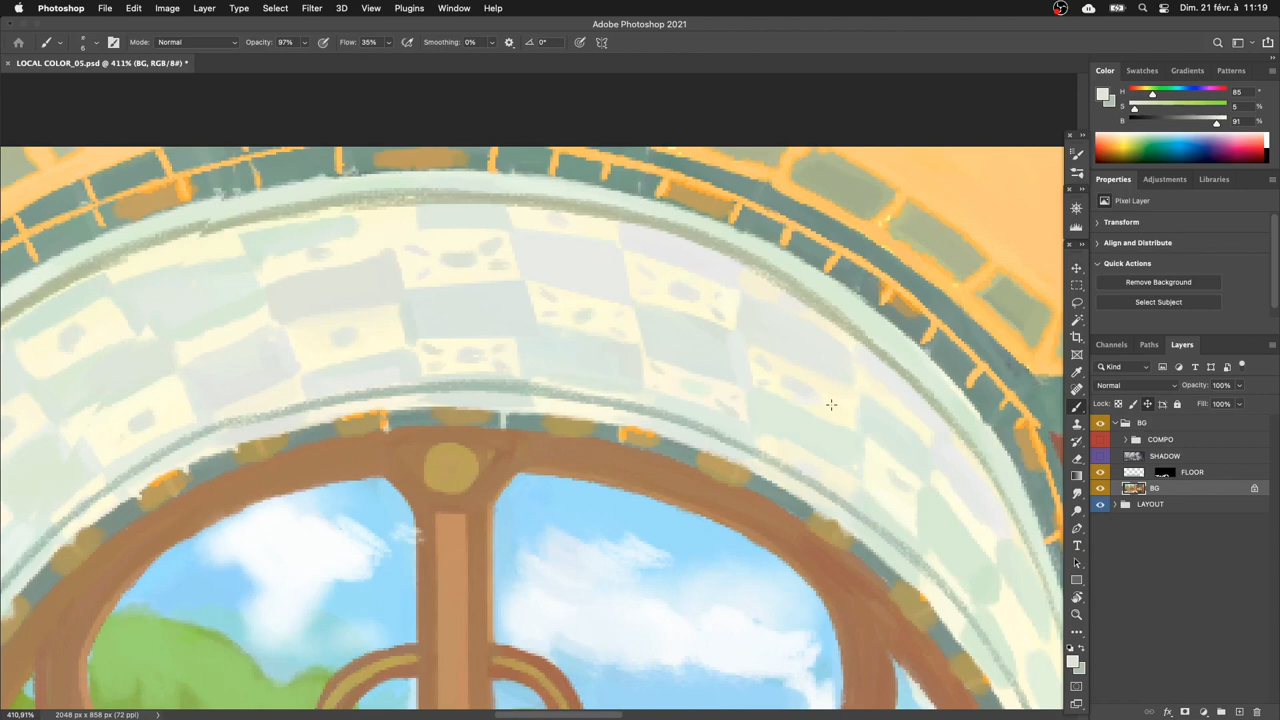 Photoshop File Edit Image Layer Type Select Filter 3D View Plugins Window Help Dim. 21 févr. à 11:19
Adobe Photoshop 2021
6 Mode: Normal Opacity: 97% Flow: 35% Smoothing: 0% 0°
LOCAL COLOR_05.psd @ 411% (BG, RGB/8#) *
Color Swatches Gradients Patterns
H 85 °
S 5 %
B 91 %
Properties Adjustments Libraries
Pixel Layer
Transform
Align and Distribute
Quick Actions
Remove Background
Select Subject
Channels Paths Layers
Kind
Normal Opacity: 100%
Lock: Fill: 100%
BG
COMPO
SHADOW
FLOOR
BG
LAYOUT
410,91% 2048 px x 858 px (72 ppi)